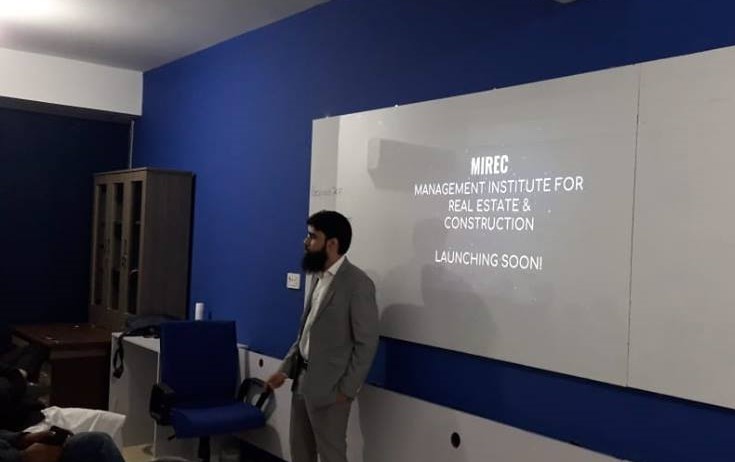 MIREC
MANAGEMENT INSTITUTE FOR
REAL ESTATE &
CONSTRUCTION
LAUNCHING SOON!